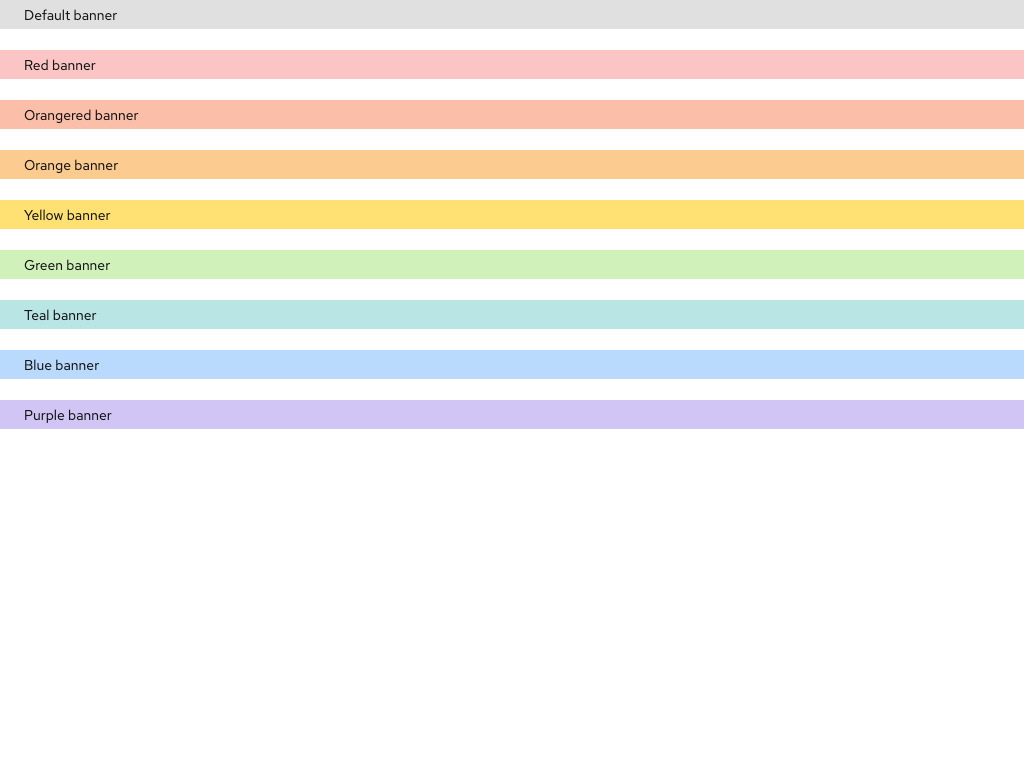 Default banner
Red banner
Orangered banner
Orange banner
Yellow banner
Green banner
Teal banner
Blue banner
Purple banner